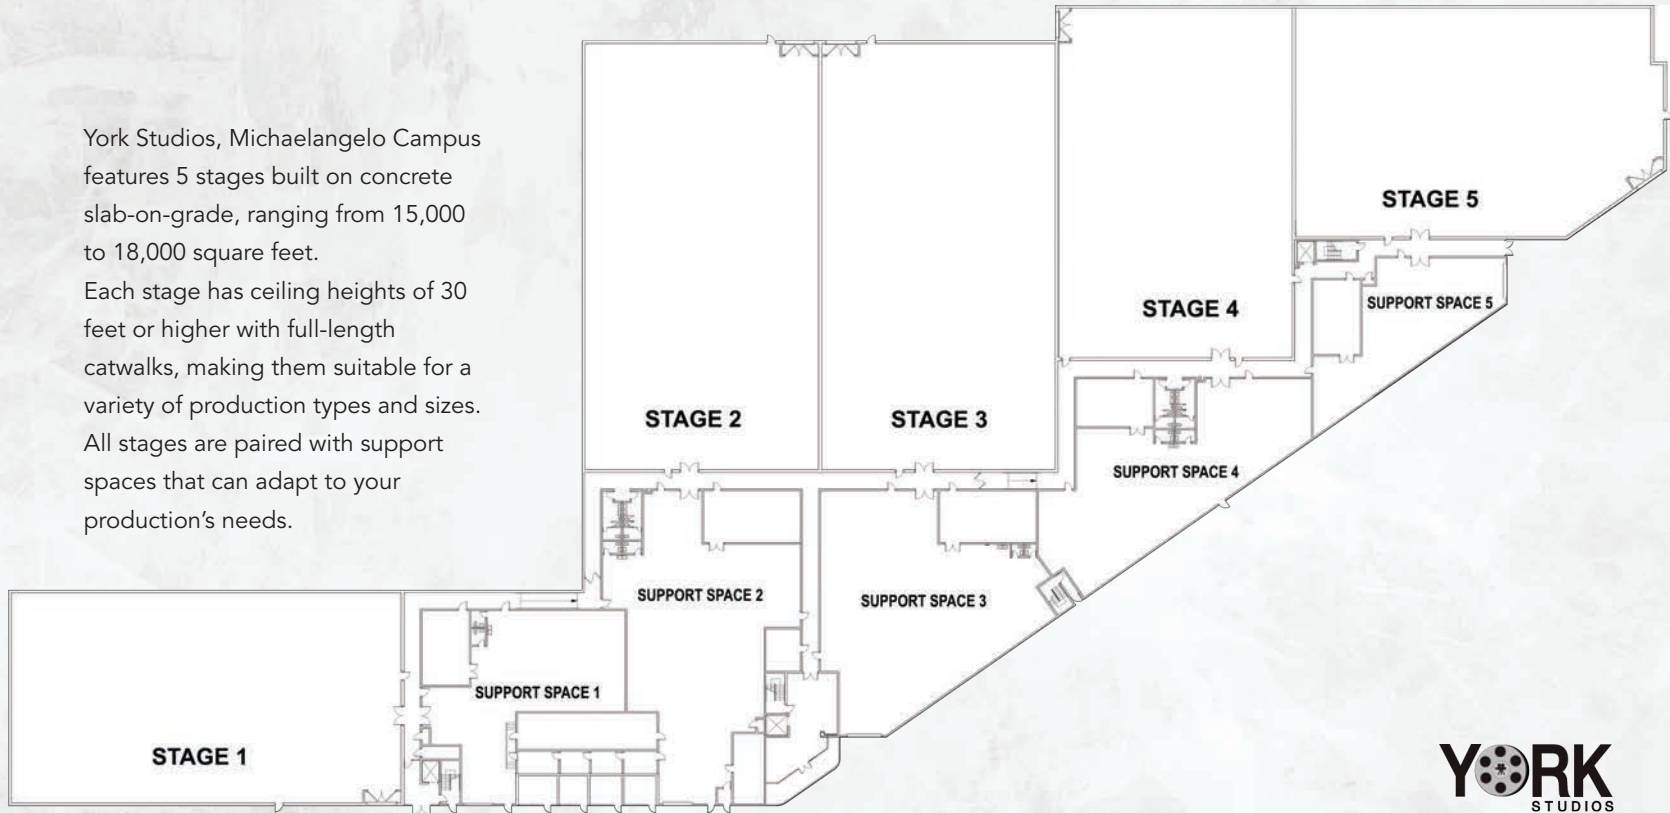 York Studios, Michaelangelo Campus
features 5 stages built on concrete
slab-on-grade, ranging from 15,000
to 18,000 square feet.
Each stage has ceiling heights of 30
feet or higher with full-length
catwalks, making them suitable for a
variety of production types and sizes.
All stages are paired with support
spaces that can adapt to your
production’s needs.
STAGE 5
SUPPORT SPACE 5
STAGE 4
STAGE 2
STAGE 3
SUPPORT SPACE 4
SUPPORT SPACE 2
SUPPORT SPACE 3
SUPPORT SPACE 1
STAGE 1
YORK
STUDIOS